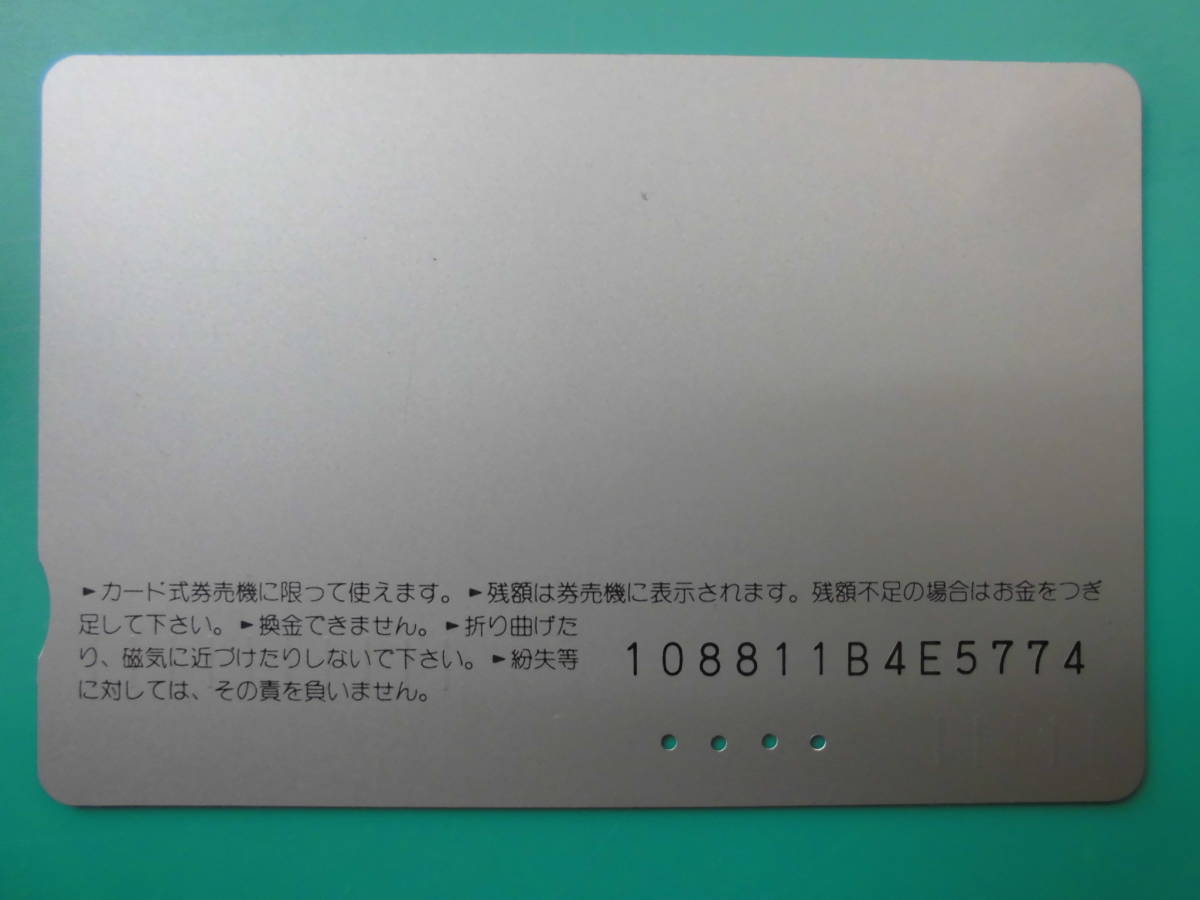 ►カード式券売機に限って使えます。►残額は券売機に表示されます。残額不足の場合はお金をつぎ
足して下さい。►換金できません。►折り曲げた
り、磁気に近づけたりしないで下さい。►紛失等
に対しては、その責を負いません。
108811B4E5774